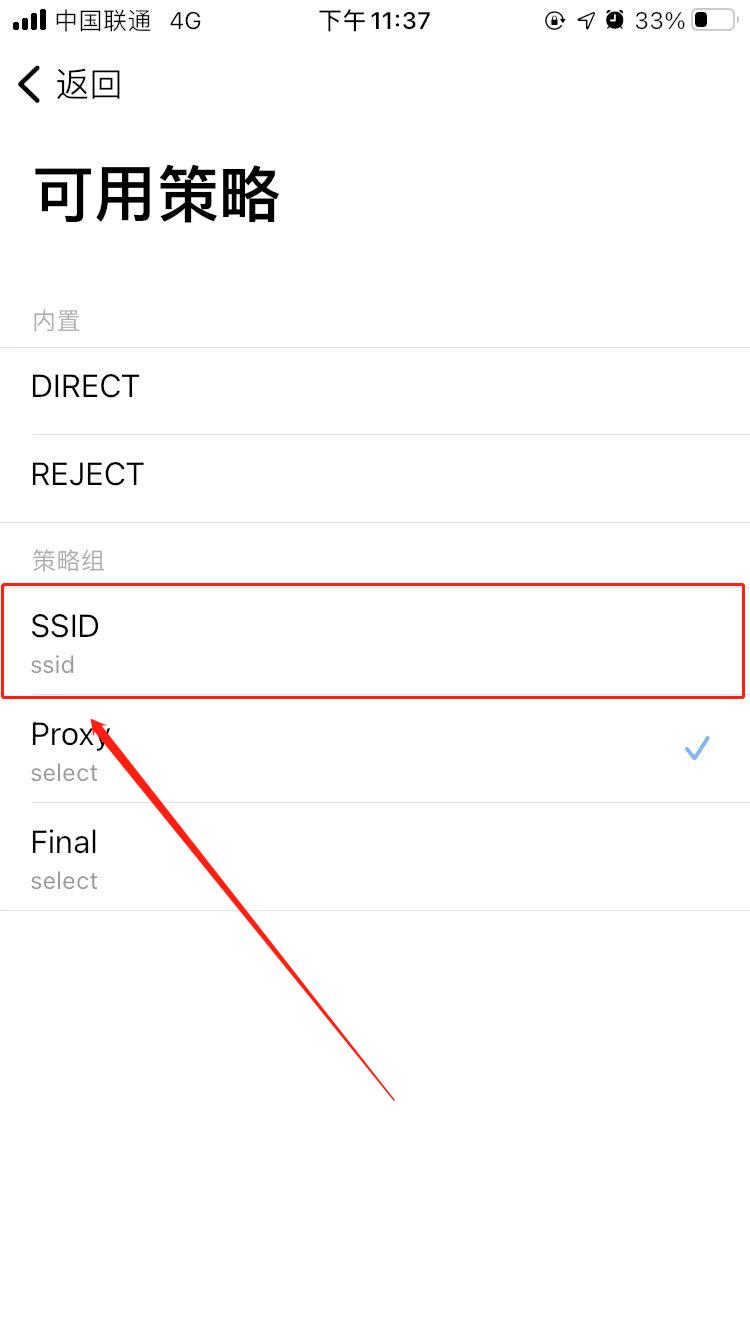 中国联通 4G 下午11:37 33%
返回
可用策略
内置
DIRECT
REJECT
策略组
SSID
ssid
Proxy
select
Final
select